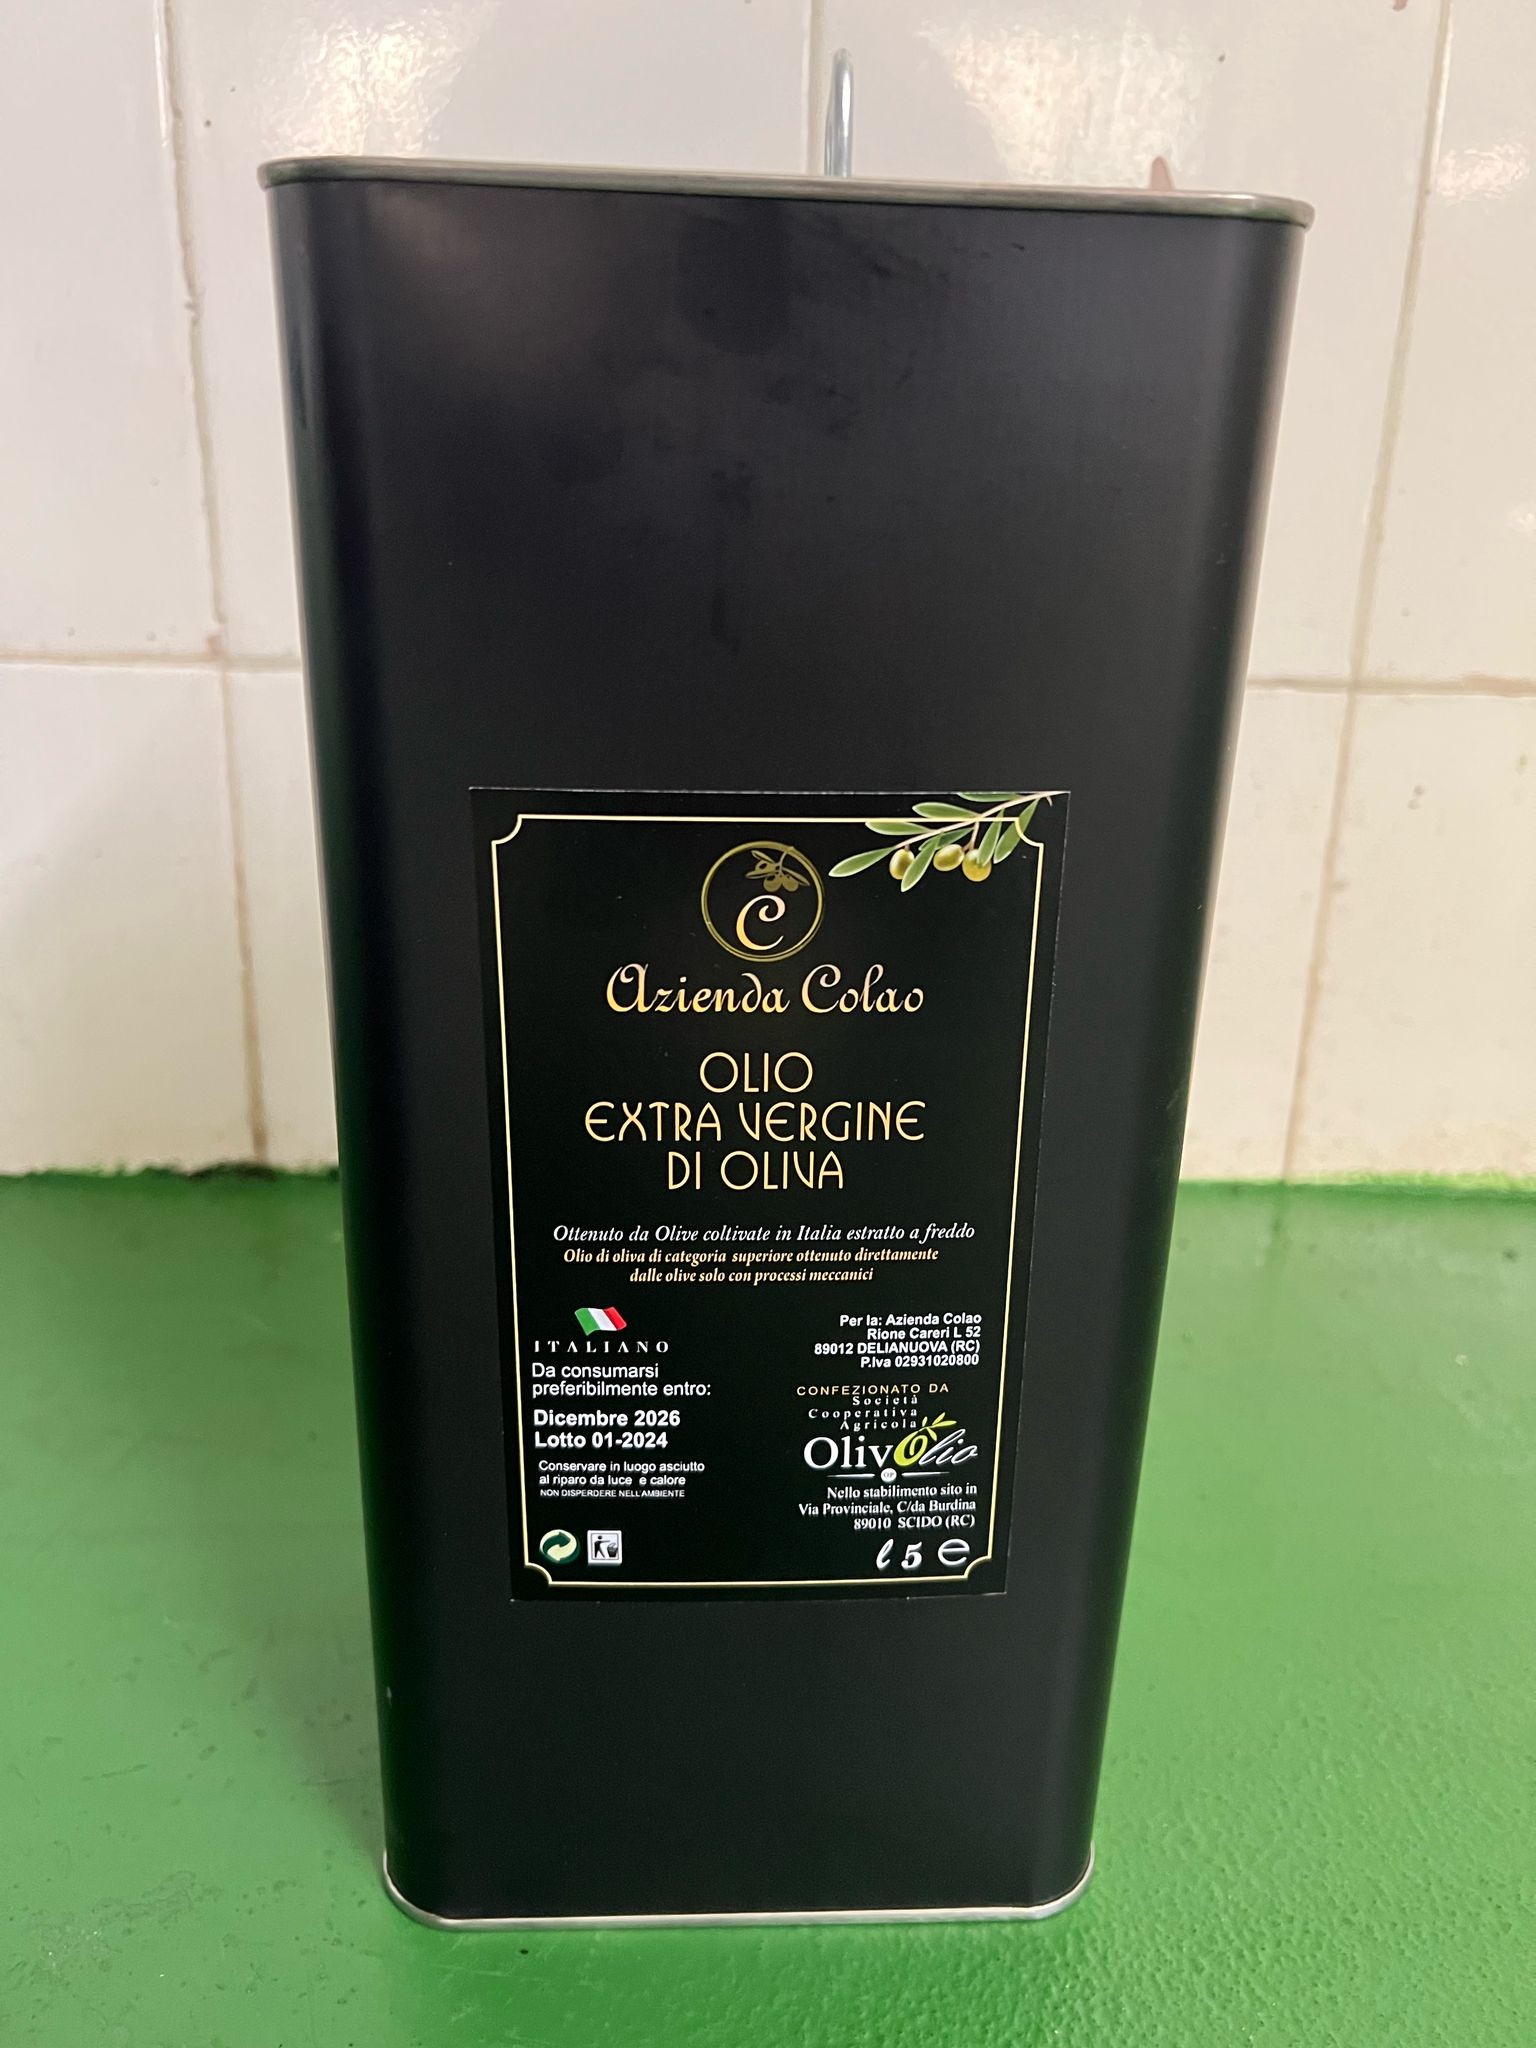 C
Azienda Colao
OLIO
EXTRA VERGINE
DI OLIVA
Ottenuto da Olive coltivate in Italia estratto a freddo
Olio di oliva di categoria superiore ottenuto direttamente
dalle olive solo con processi meccanici
ITALIANO
Da consumarsi
preferibilmente entro:
Dicembre 2026
Lotto 01-2024
Conservare in luogo asciutto
al riparo da luce e calore
NON DISPERDERE NELL'AMBIENTE
Per la: Azienda Colao
Rione Careri L 52
89012 DELIANUOVA (RC)
P.Iva 02931020800
CONFEZIONATO DA
Società
Cooperativa
Agricola
OlivOlio
OP
Nello stabilimento sito in
Via Provinciale, C/da Burdina
89010 SCIDO (RC)
l 5 e